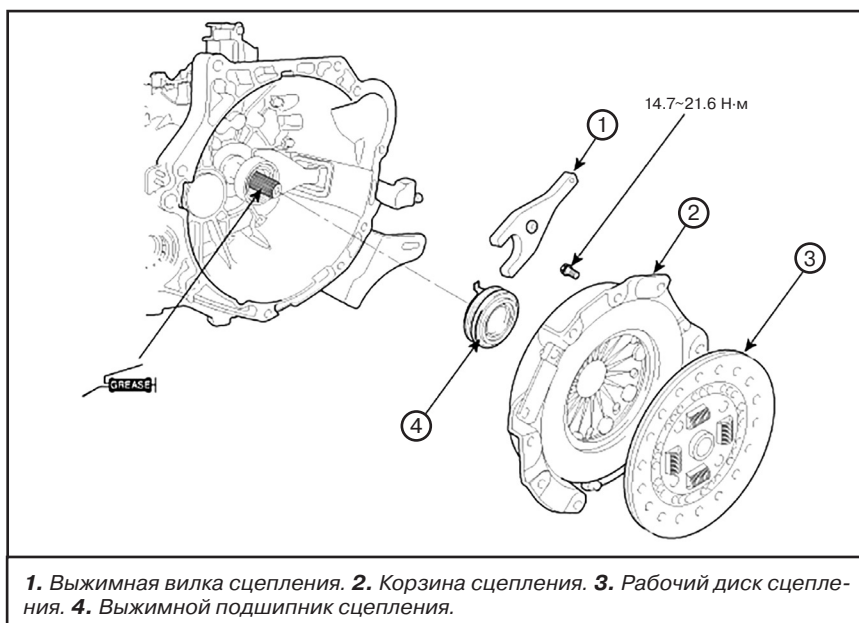 14.7~21.6 Н·м
1
2
3
GREASE
4
1. Выжимная вилка сцепления. 2. Корзина сцепления. 3. Рабочий диск сцепле-
ния. 4. Выжимной подшипник сцепления.